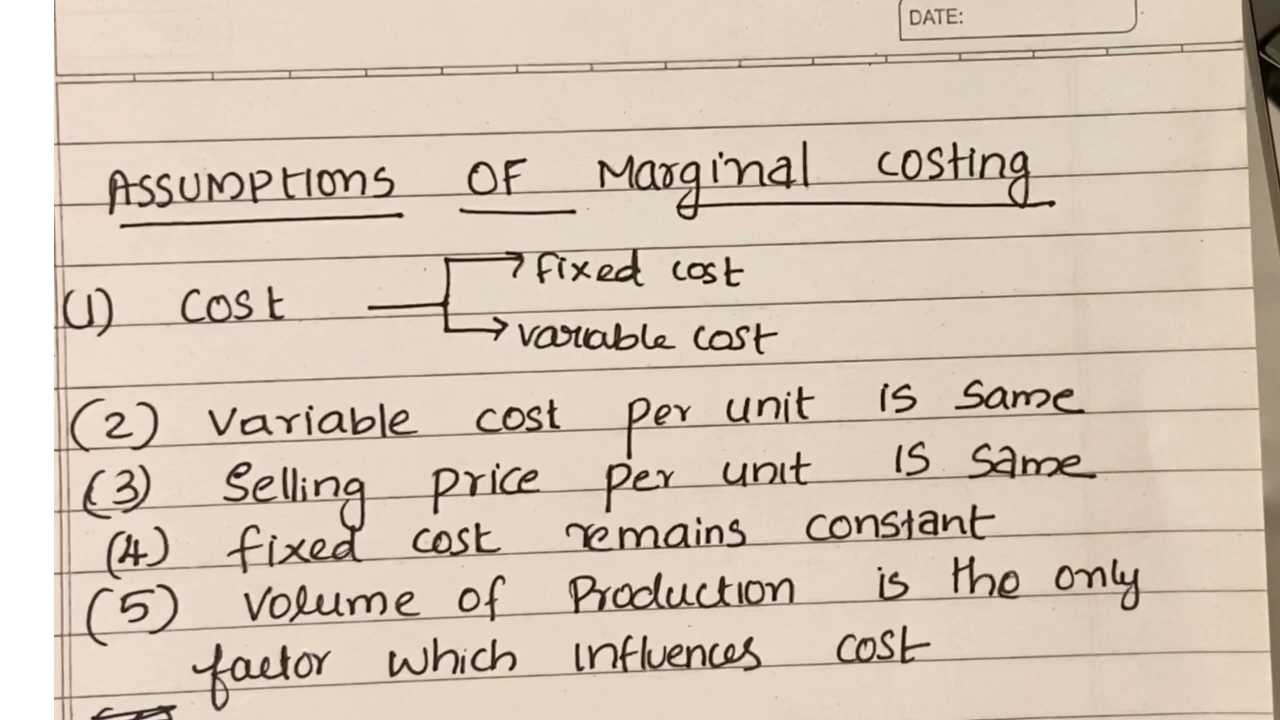 DATE:
ASSUMPTIONS OF Marginal costing
(1) cost → fixed cost
→ variable cost
(2) Variable cost per unit is same
(3) Selling price per unit is same
(4) fixed cost remains constant
(5) Volume of Production is the only
factor which influences cost